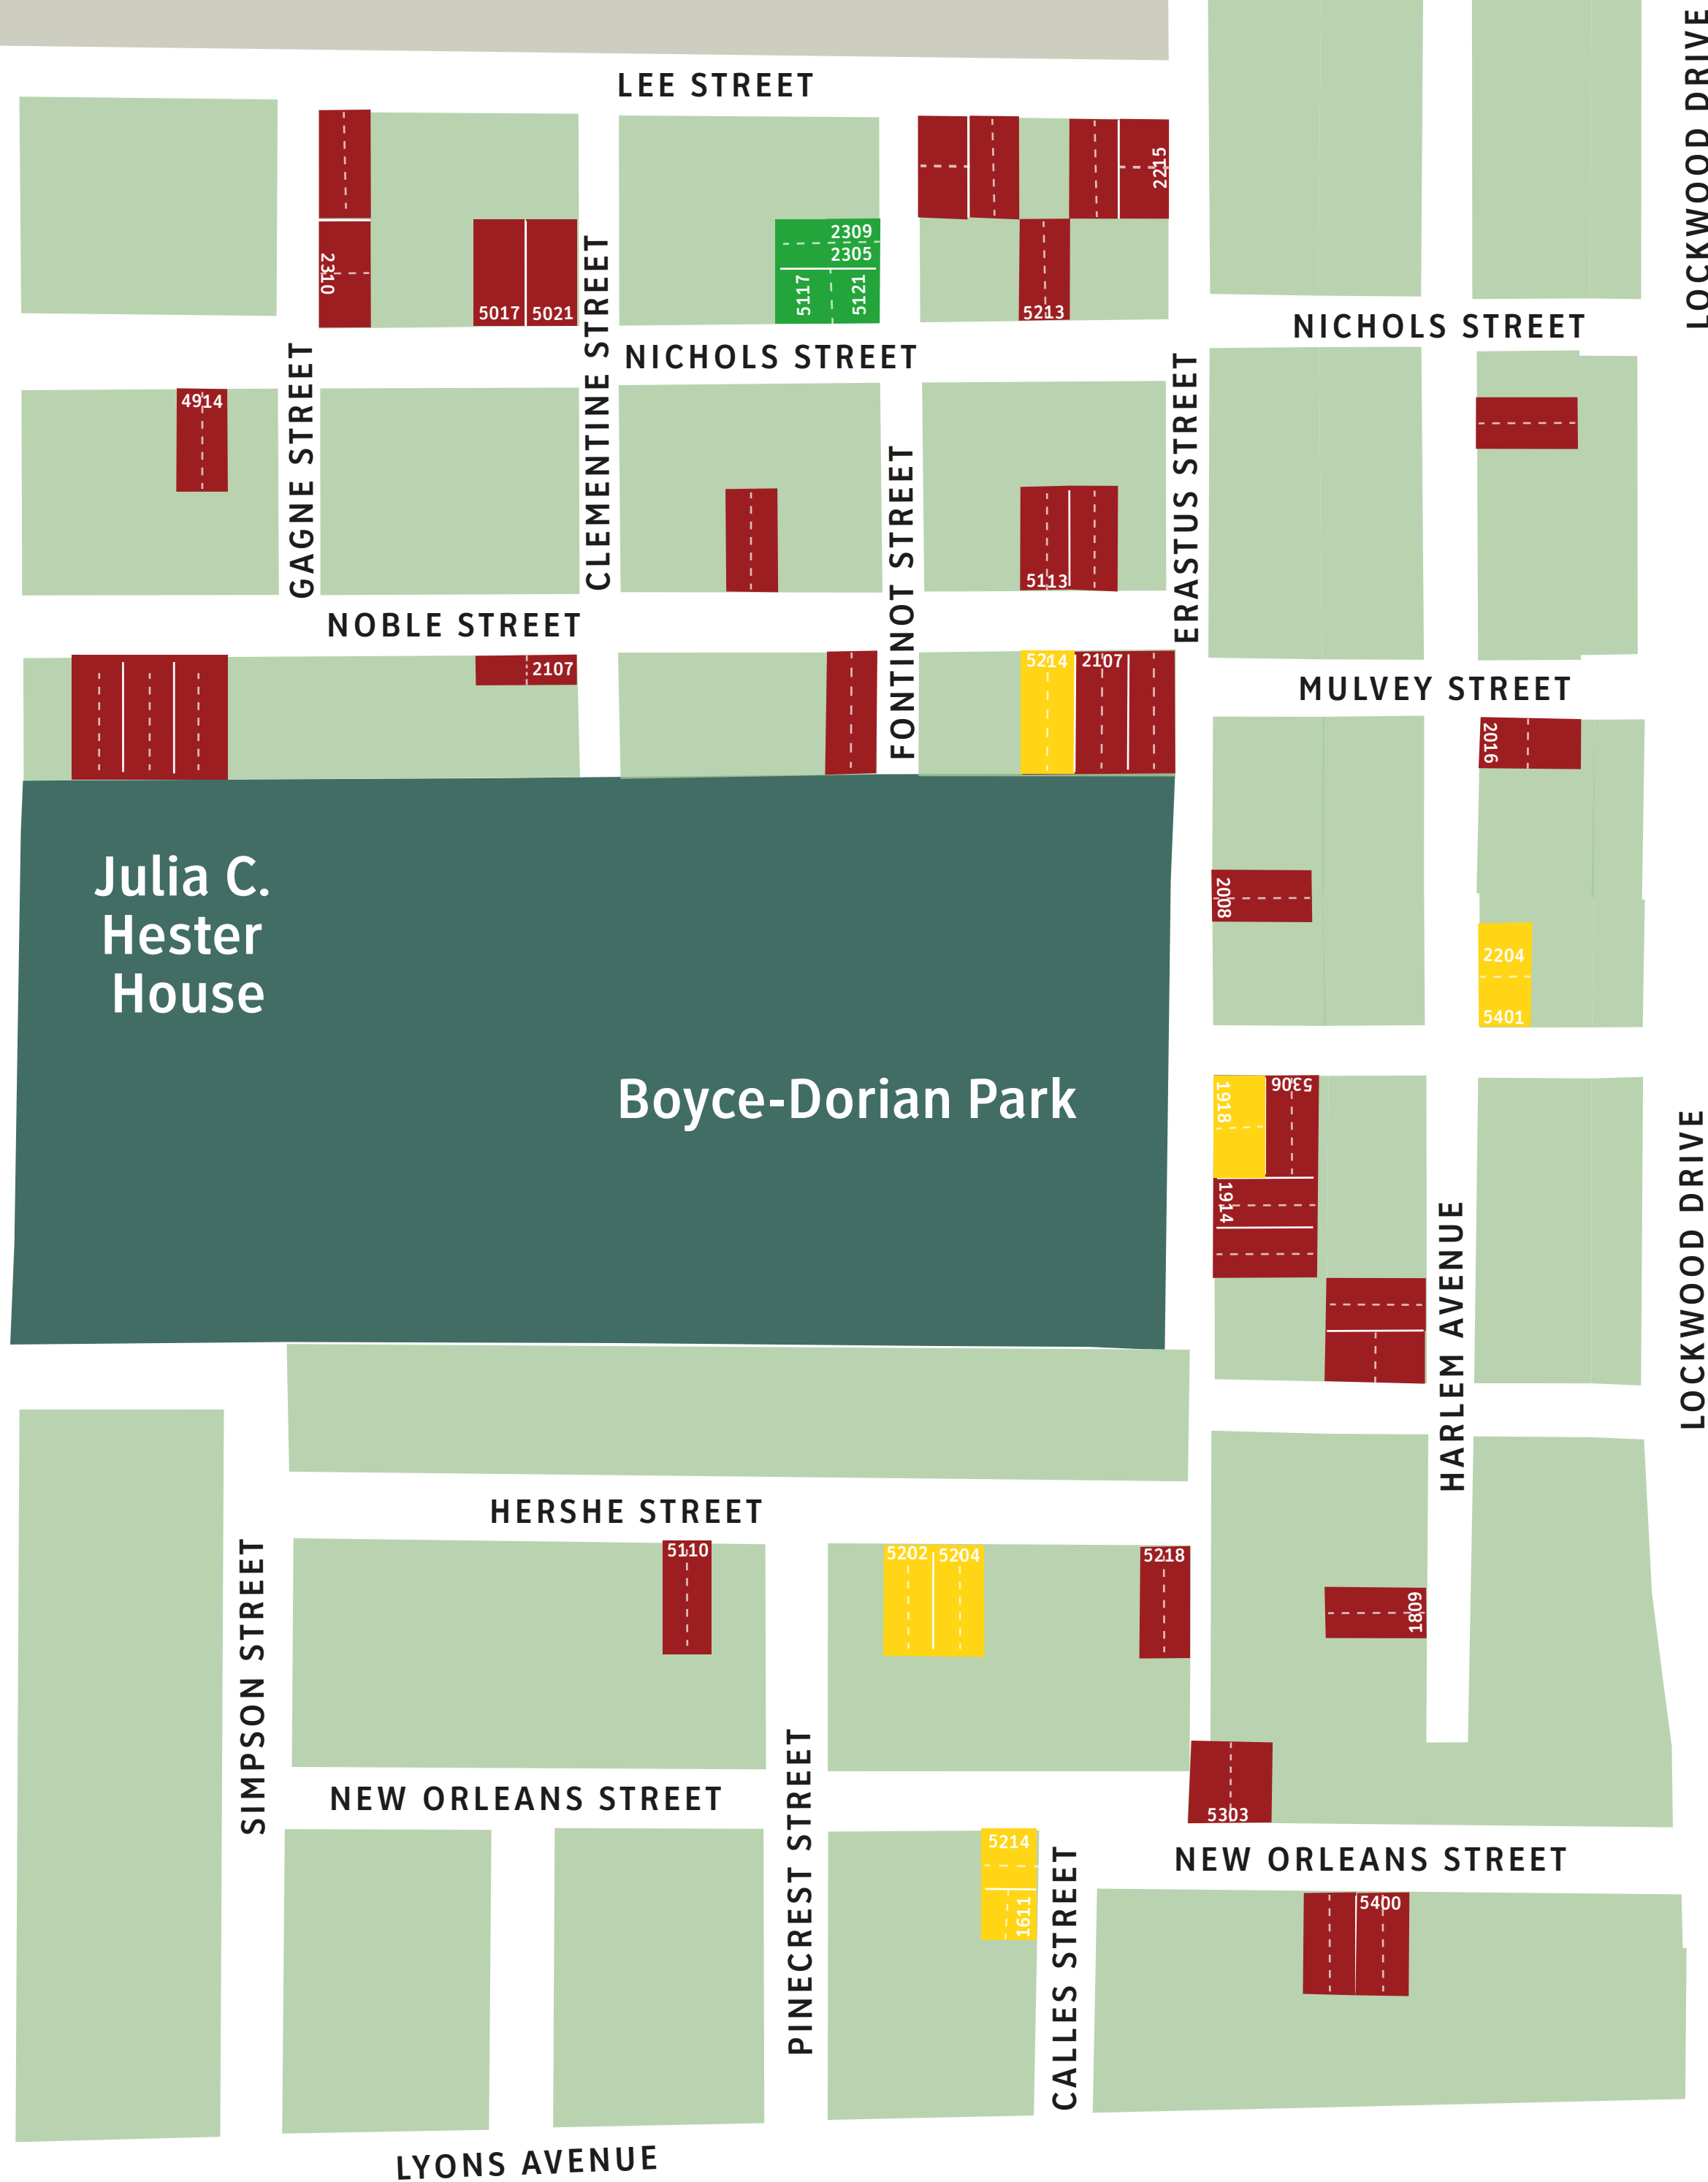 LOCKWOOD DRIVE
LEE STREET
2215
2309
2305
5117
5121
2310
5017
5021
5213
NICHOLS STREET
NICHOLS STREET
4914
GAGNE STREET
CLEMENTINE STREET
FONTINOT STREET
ERASTUS STREET
5113
NOBLE STREET
2107
5214
2107
MULVEY STREET
2016
2008
2204
5401
Julia C.
Hester
House
Boyce-Dorian Park
1918
5306
1914
HARLEM AVENUE
LOCKWOOD DRIVE
HERSHE STREET
5110
5202
5204
5218
1809
SIMPSON STREET
NEW ORLEANS STREET
PINECREST STREET
5303
5214
1611
CALLES STREET
NEW ORLEANS STREET
5400
LYONS AVENUE